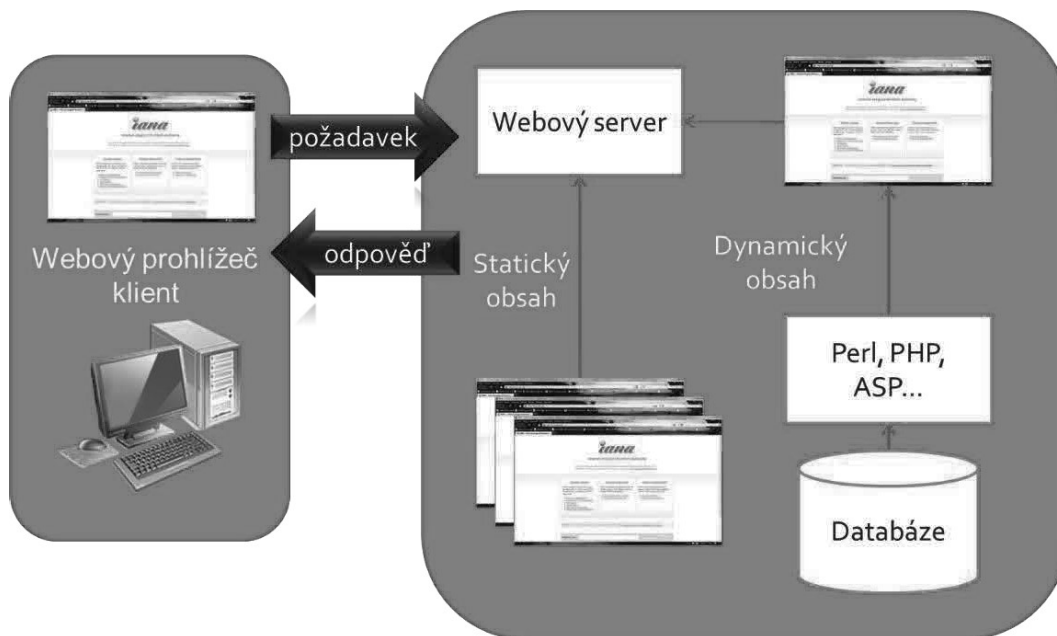 iana
Webový prohlížeč
klient
požadavek
odpověď
Webový server
iana
Statický
obsah
Dynamický
obsah
iana
Perl, PHP,
ASP...
Databáze